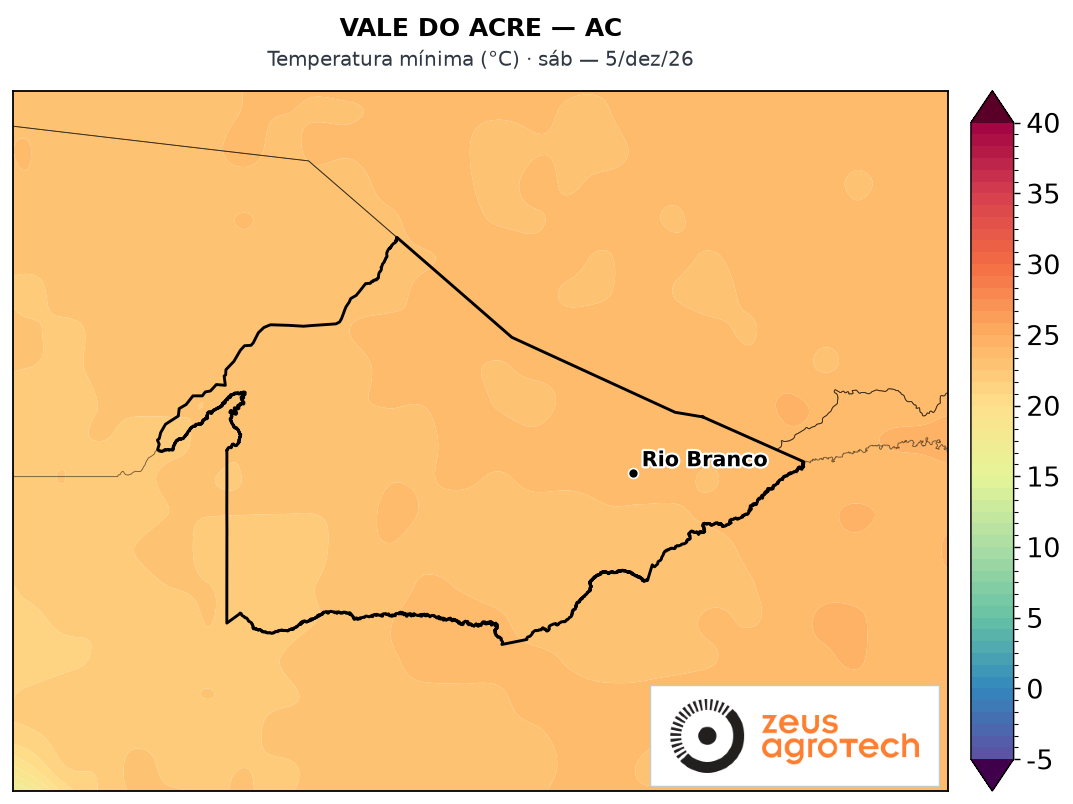 VALE DO ACRE — AC
Temperatura mínima (°C) · sáb — 5/dez/26
40
35
30
25
20
15
10
5
0
-5
Rio Branco
zeus
agrotech